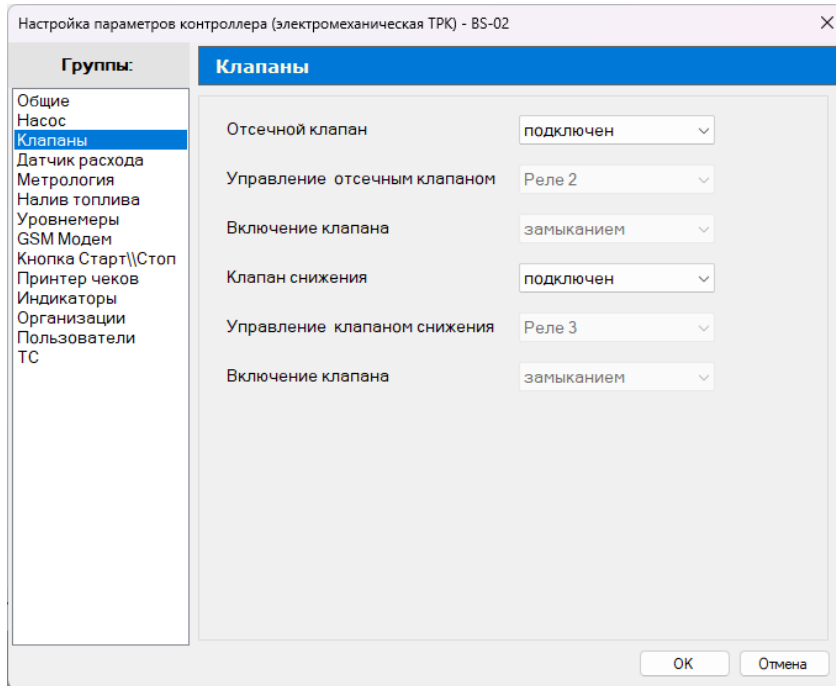 Настройка параметров контроллера (электромеханическая ТРК) - BS-02
Группы:
Общие
Насос
Клапаны
Датчик расхода
Метрология
Налив топлива
Уровнемеры
GSM Модем
Кнопка Старт\\Стоп
Принтер чеков
Индикаторы
Организации
Пользователи
ТС
Клапаны
Отсечной клапан подключен
Управление отсечным клапаном Реле 2
Включение клапана замыканием
Клапан снижения подключен
Управление клапаном снижения Реле 3
Включение клапана замыканием
OK Отмена